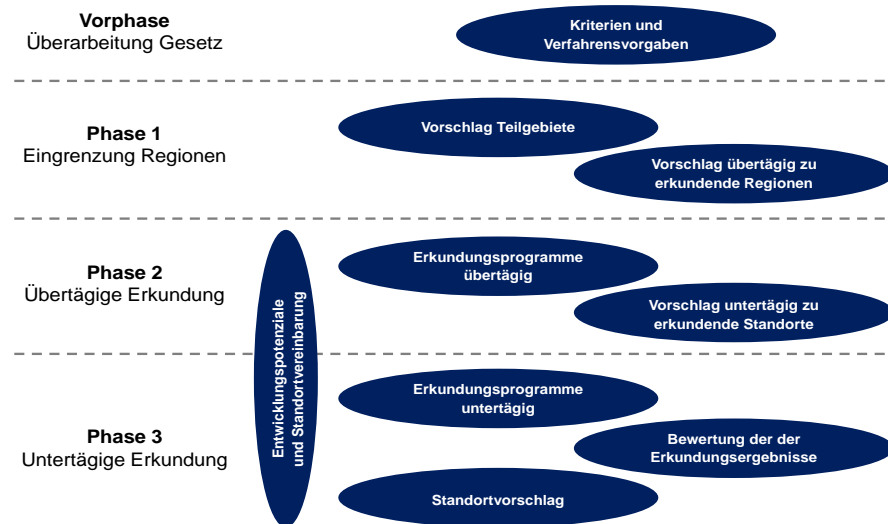 Vorphase
Überarbeitung Gesetz
Kriterien und
Verfahrensvorgaben
Phase 1
Eingrenzung Regionen
Vorschlag Teilgebiete
Vorschlag übertägig zu
erkundende Regionen
Phase 2
Übertägige Erkundung
Erkundungsprogramme
übertägig
Vorschlag untertägig zu
erkundende Standorte
Entwicklungspotenziale
und Standortvereinbarung
Phase 3
Untertägige Erkundung
Erkundungsprogramme
untertägig
Bewertung der der
Erkundungsergebnisse
Standortvorschlag